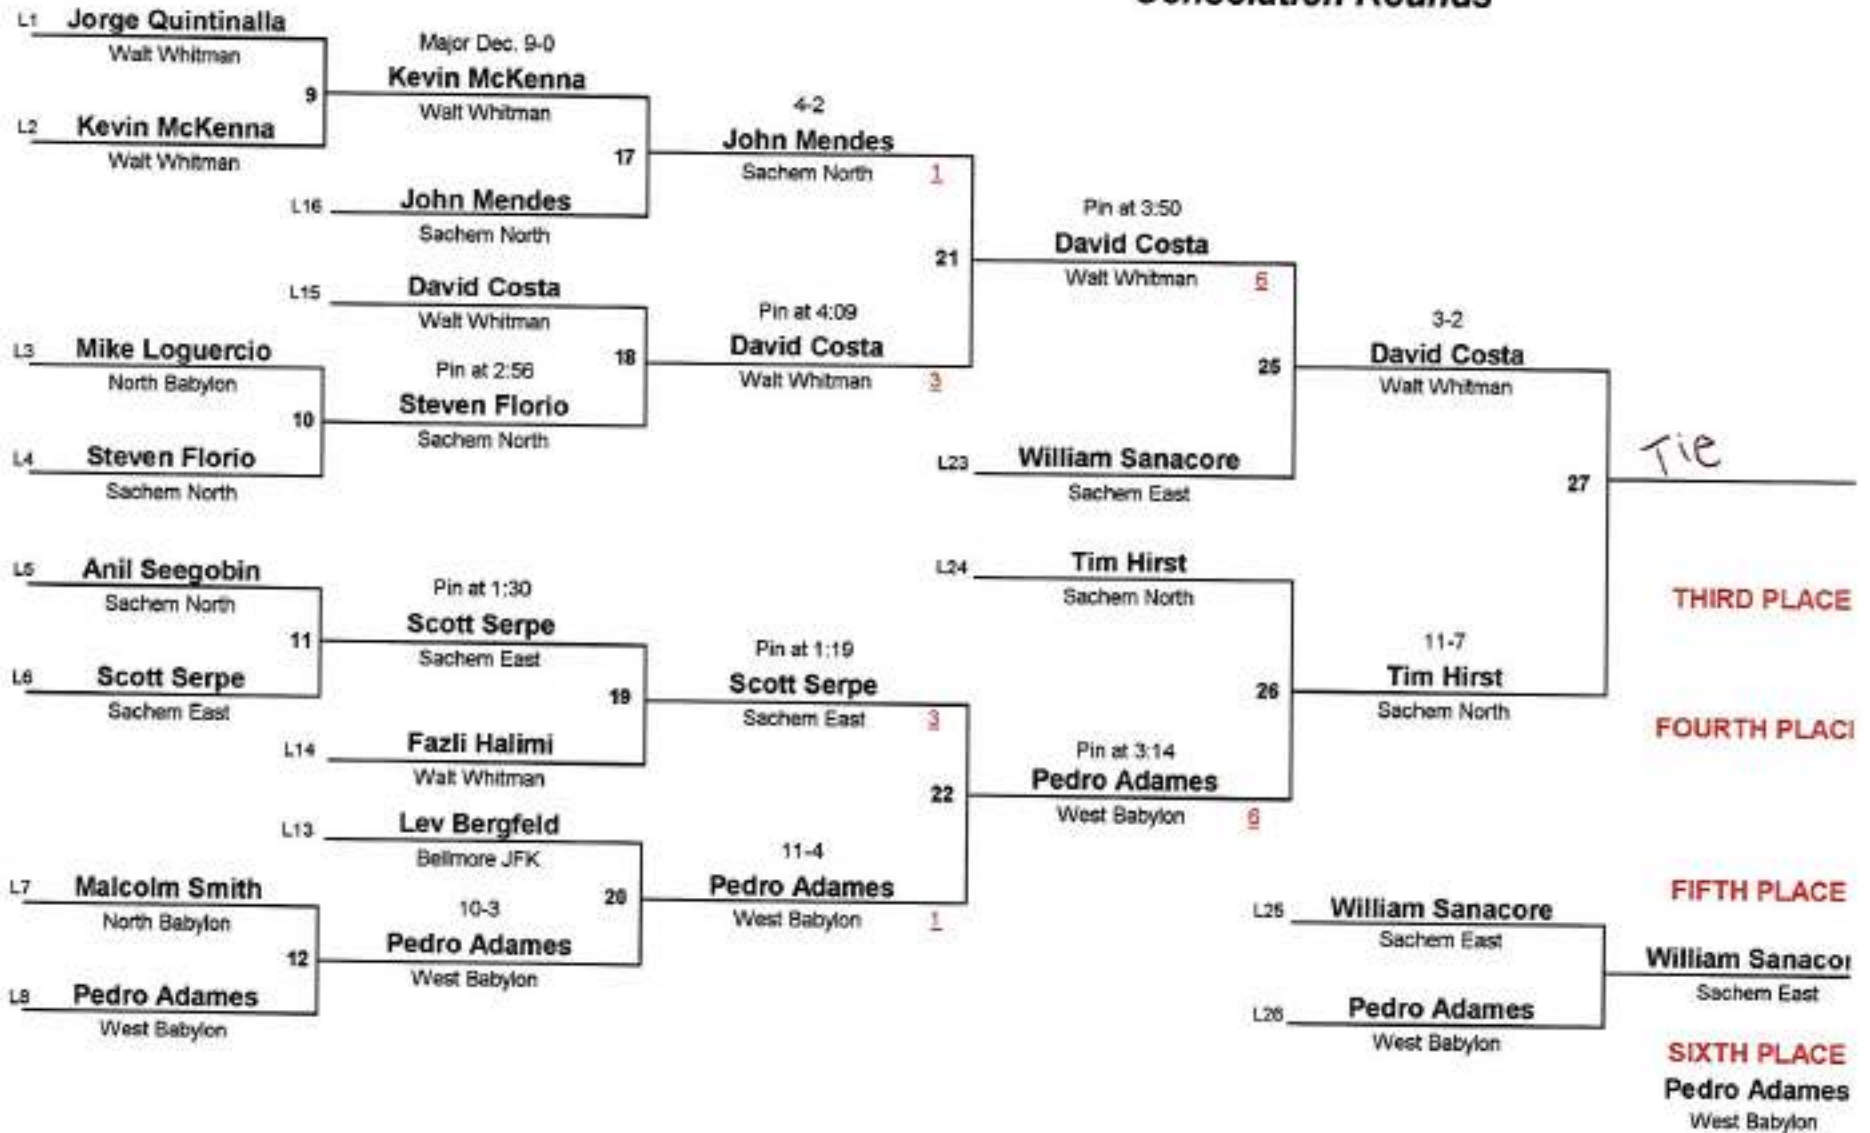 Consolation Rounds
L1 Jorge Quintinalla
Walt Whitman
9
L2 Kevin McKenna
Walt Whitman
Major Dec. 9-0
Kevin McKenna
Walt Whitman
17
L16 John Mendes
Sachem North
4-2
John Mendes
Sachem North 1
21
L15 David Costa
Walt Whitman
18
L3 Mike Loguercio
North Babylon
10
L4 Steven Florio
Sachem North
Pin at 2:56
Steven Florio
Sachem North
Pin at 4:09
David Costa
Walt Whitman 3
Pin at 3:50
David Costa
Walt Whitman 6
25
L23 William Sanacore
Sachem East
3-2
David Costa
Walt Whitman
27
Tie
L5 Anil Seegobin
Sachem North
11
L6 Scott Serpe
Sachem East
Pin at 1:30
Scott Serpe
Sachem East
19
L14 Fazli Halimi
Walt Whitman
Pin at 1:19
Scott Serpe
Sachem East 3
22
L13 Lev Bergfeld
Bellmore JFK
20
L7 Malcolm Smith
North Babylon
12
L8 Pedro Adames
West Babylon
10-3
Pedro Adames
West Babylon
11-4
Pedro Adames
West Babylon 1
L24 Tim Hirst
Sachem North
26
Pin at 3:14
Pedro Adames
West Babylon 6
11-7
Tim Hirst
Sachem North
THIRD PLACE
FOURTH PLACI
FIFTH PLACE
L25 William Sanacore
Sachem East
L26 Pedro Adames
West Babylon
William Sanacor
Sachem East
SIXTH PLACE
Pedro Adames
West Babylon